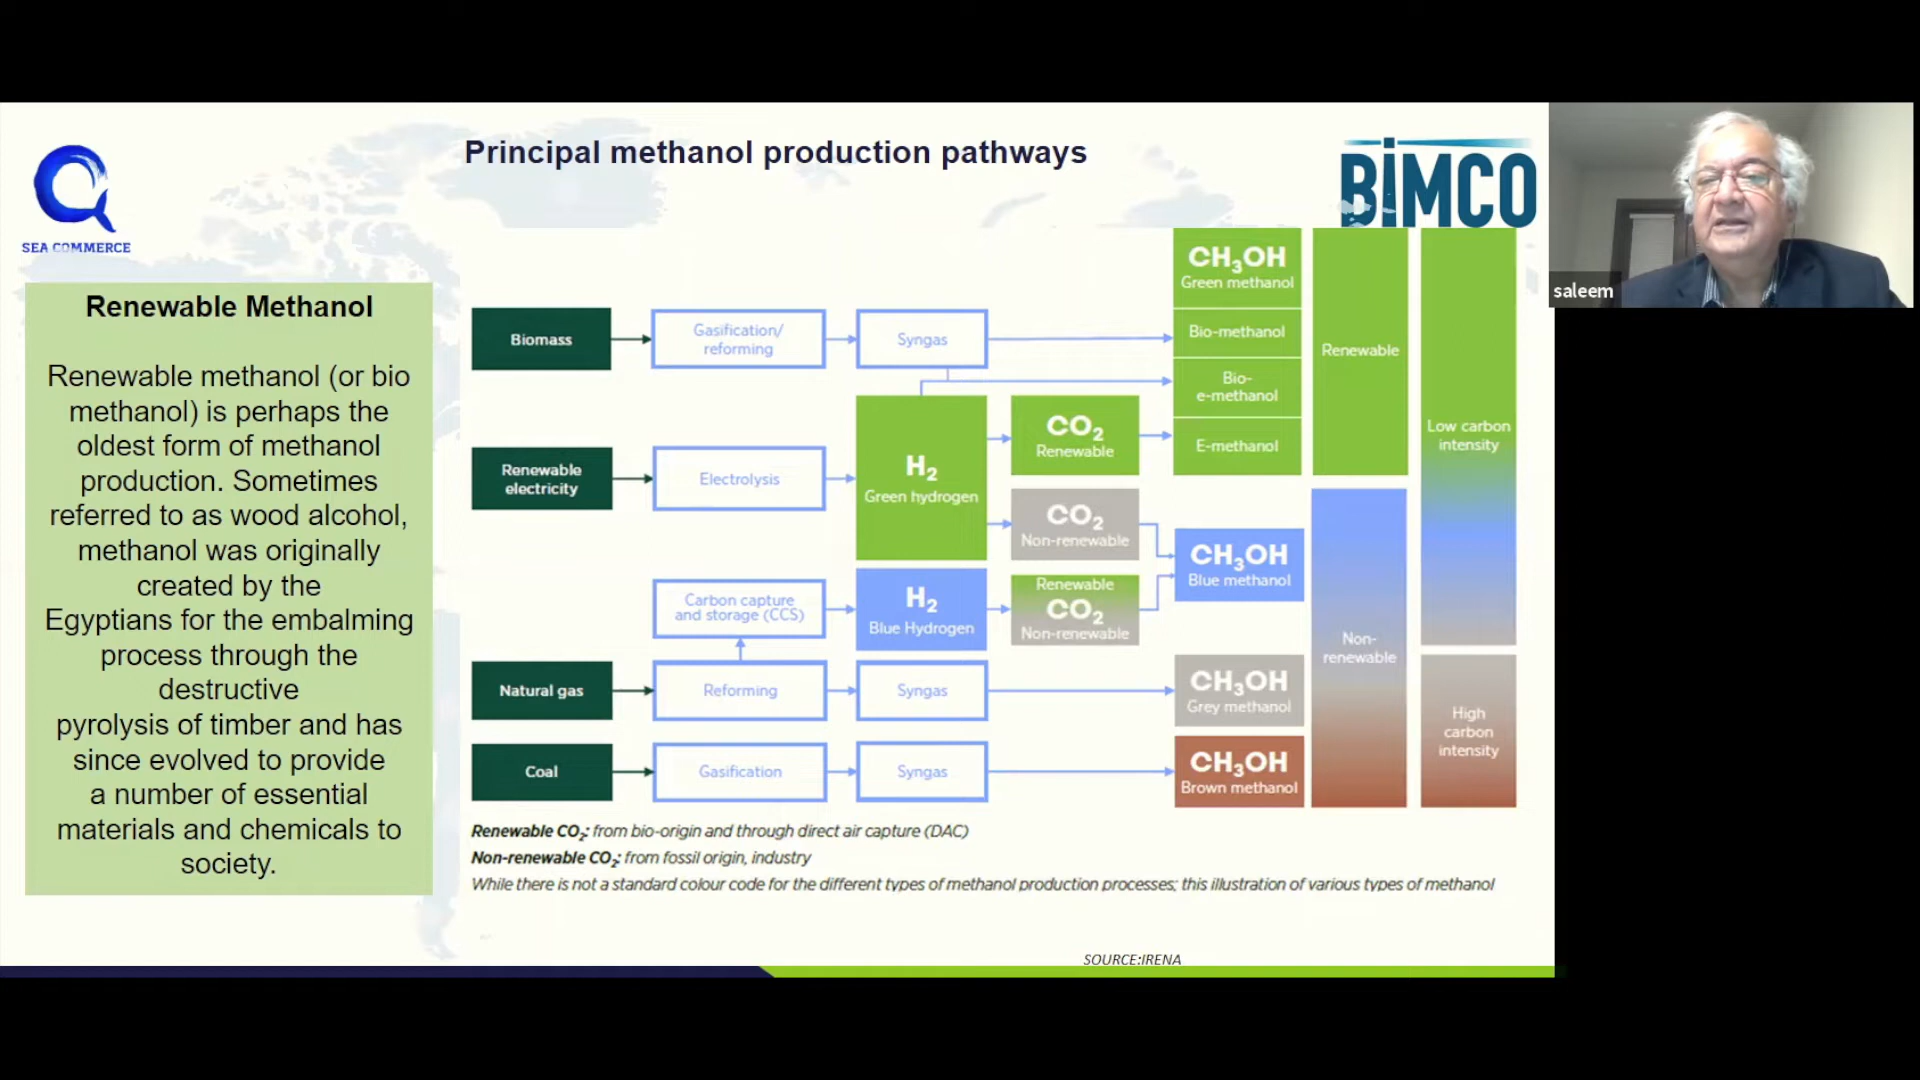 Principal methanol production pathways
SEA COMMERCE
BIMCO
saleem
Renewable Methanol
Renewable methanol (or bio
methanol) is perhaps the
oldest form of methanol
production. Sometimes
referred to as wood alcohol,
methanol was originally
created by the
Egyptians for the embalming
process through the
destructive
pyrolysis of timber and has
since evolved to provide
a number of essential
materials and chemicals to
society.
Biomass
Gasification/
reforming
Syngas
Renewable
electricity
Electrolysis
H₂
Green hydrogen
CO₂
Renewable
CO₂
Non-renewable
Carbon capture
and storage (CCS)
H₂
Blue Hydrogen
Renewable
CO₂
Non-renewable
Natural gas
Reforming
Syngas
Coal
Gasification
Syngas
CH₃OH
Green methanol
Bio-methanol
Bio-
e-methanol
E-methanol
CH₃OH
Blue methanol
CH₃OH
Grey methanol
CH₃OH
Brown methanol
Renewable
Non-
renewable
Low carbon
intensity
High
carbon
intensity
Renewable CO₂: from bio-origin and through direct air capture (DAC)
Non-renewable CO₂: from fossil origin, industry
While there is not a standard colour code for the different types of methanol production processes; this illustration of various types of methanol
SOURCE:IRENA